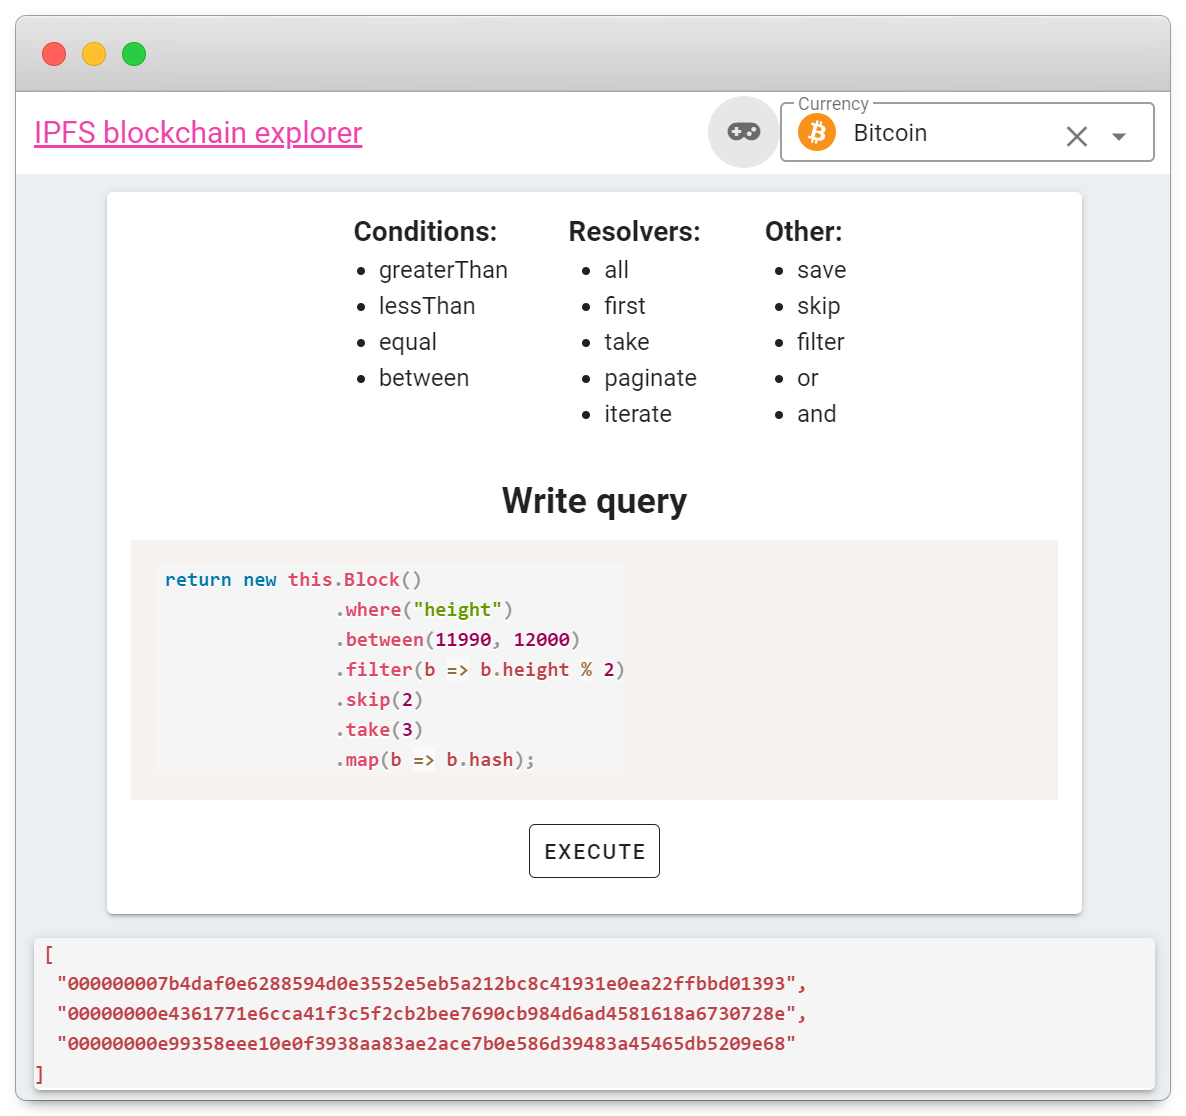 IPFS blockchain explorer
Currency
Bitcoin
Conditions:
greaterThan
lessThan
equal
between
Resolvers:
all
first
take
paginate
iterate
Other:
save
skip
filter
or
and
Write query
return new this.Block()
.where("height")
.between(11990, 12000)
.filter(b => b.height % 2)
.skip(2)
.take(3)
.map(b => b.hash);
EXECUTE
[
"000000007b4daf0e6288594d0e3552e5eb5a212bc8c41931e0ea22ffbbd01393",
"00000000e4361771e6cca41f3c5f2cb2bee7690cb984d6ad4581618a6730728e",
"00000000e99358eee10e0f3938aa83ae2ace7b0e586d39483a45465db5209e68"
]